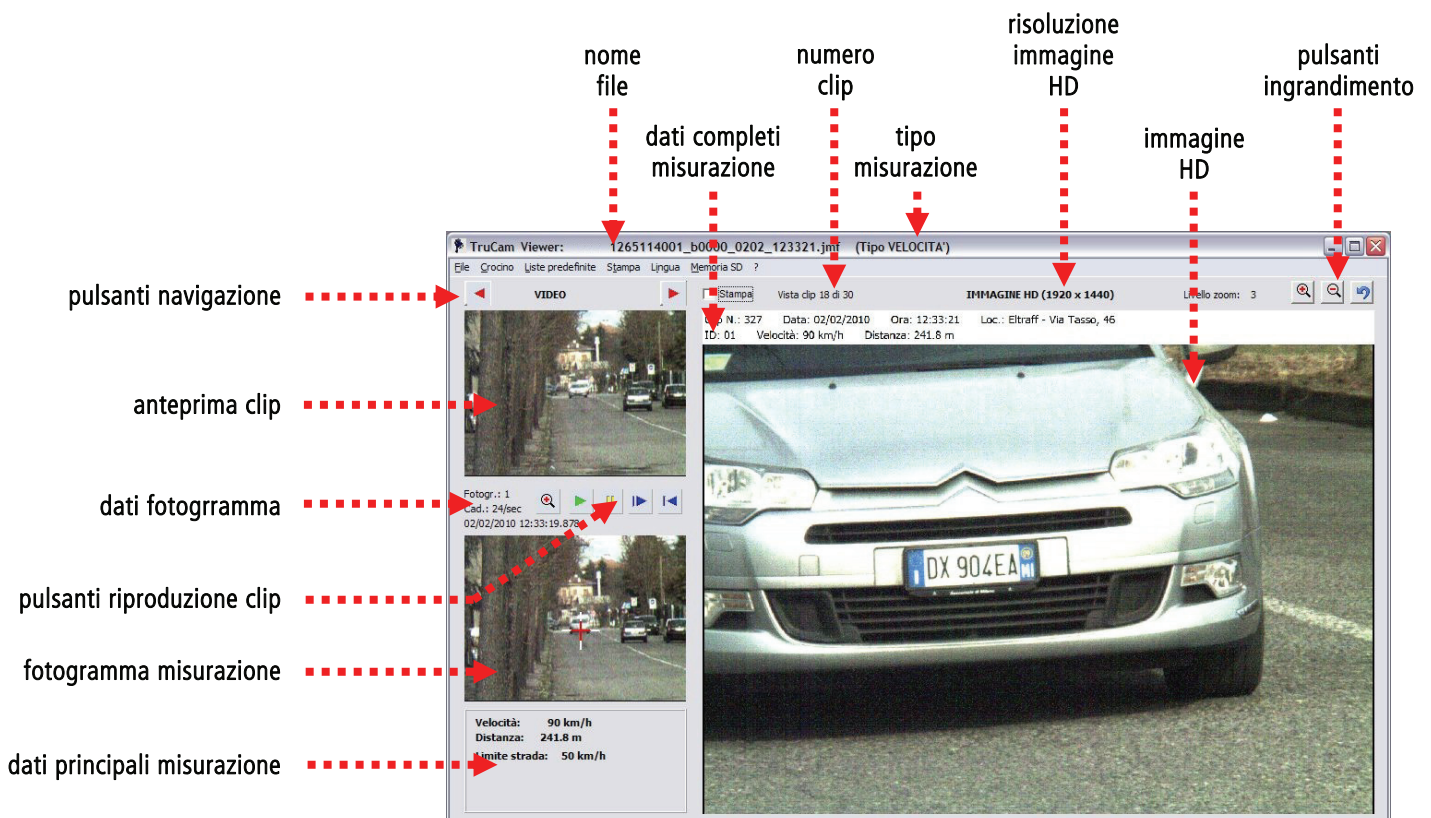 risoluzione
immagine
HD
nome
file
numero
clip
pulsanti
ingrandimento
dati completi
misurazione
tipo
misurazione
immagine
HD
TruCam Viewer: 1265114001_b0000_0202_123321.jmf (Tipo VELOCITA')
File Crocino Liste predefinite Stampa Lingua Memoria SD ?
pulsanti navigazione
VIDEO
Stampa Vista clip 18 di 30 IMMAGINE HD (1920 x 1440) Livello zoom: 3
N.: 327 Data: 02/02/2010 Ora: 12:33:21 Loc.: Eltraff - Via Tasso, 46
ID: 01 Velocità: 90 km/h Distanza: 241.8 m
anteprima clip
dati fotogrramma
Fotogr.: 1
Cad.: 24/sec
02/02/2010 12:33:19.878
pulsanti riproduzione clip
DX 904EA
MI
fotogramma misurazione
Velocità: 90 km/h
Distanza: 241.8 m
Limite strada: 50 km/h
dati principali misurazione